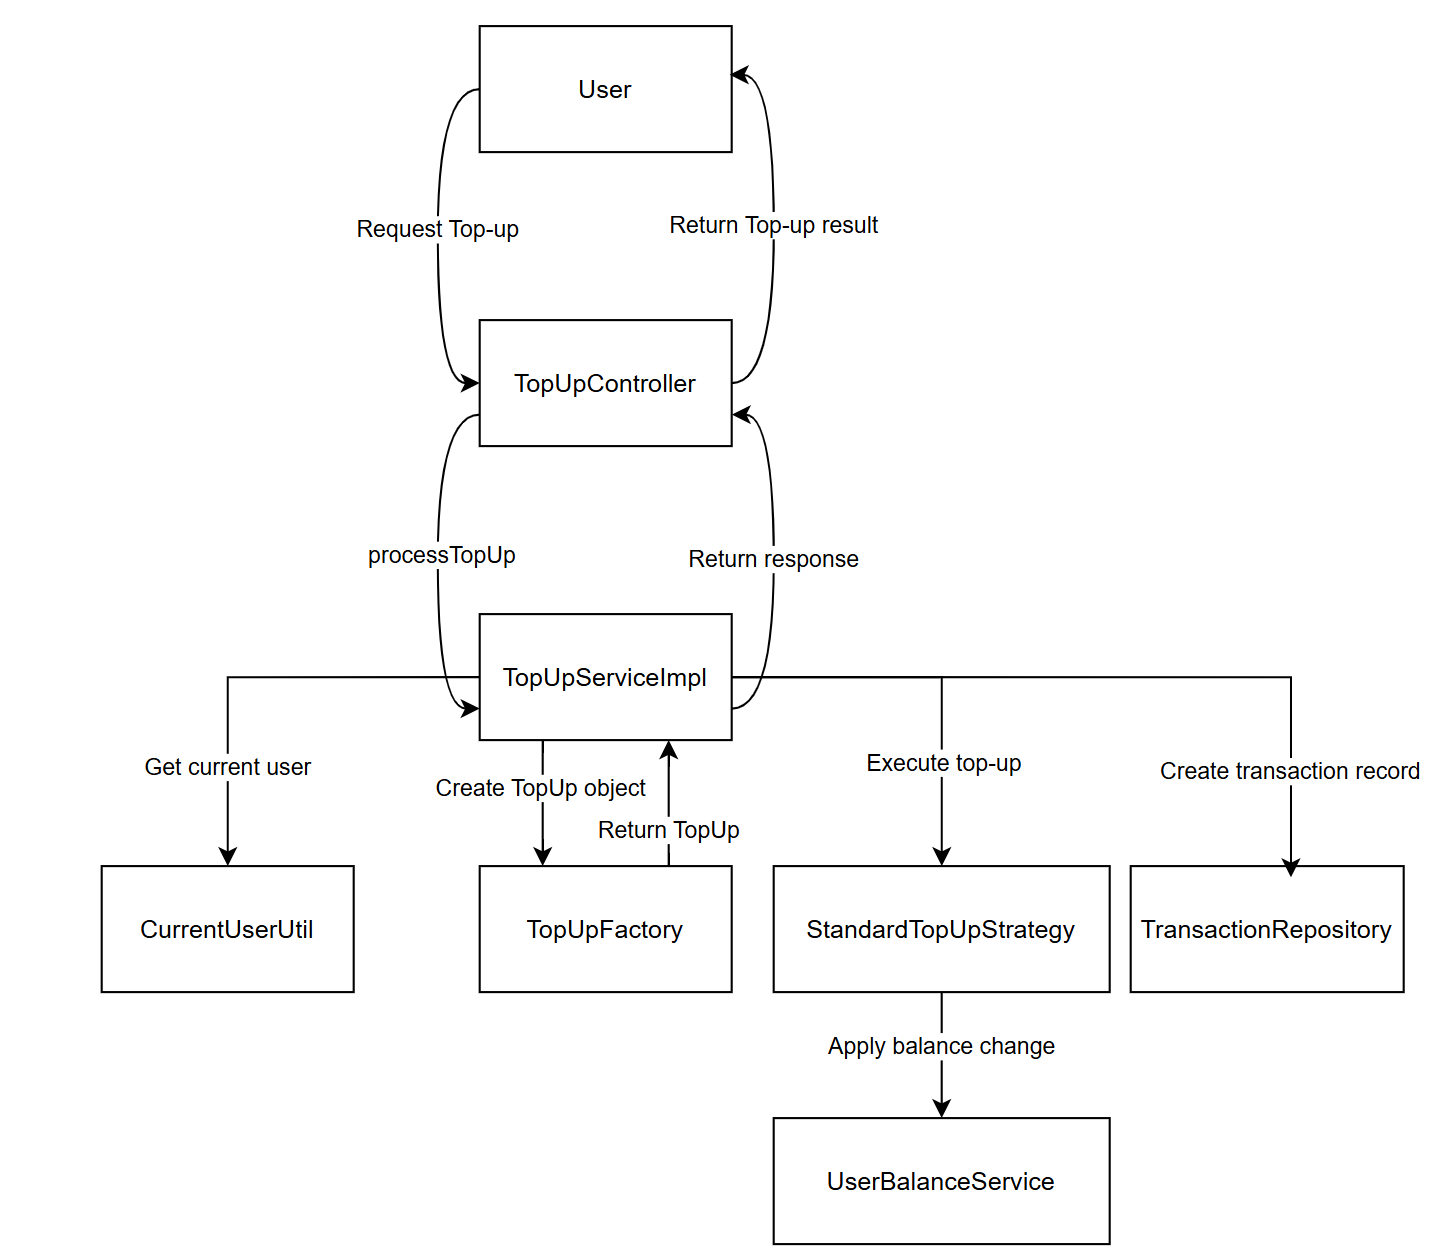 User
Request Top-up
Return Top-up result
TopUpController
processTopUp
Return response
TopUpServiceImpl
Get current user
Create TopUp object
Return TopUp
Execute top-up
Create transaction record
CurrentUserUtil
TopUpFactory
StandardTopUpStrategy
TransactionRepository
Apply balance change
UserBalanceService